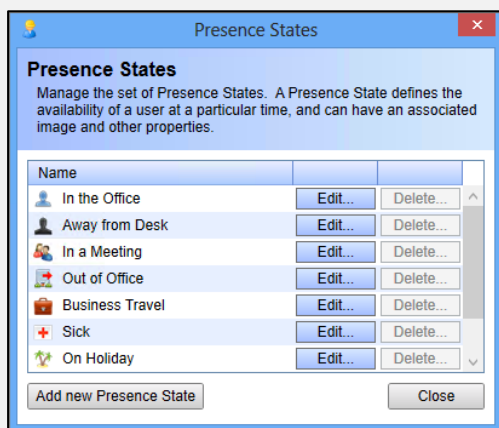 Presence States
Presence States
Manage the set of Presence States. A Presence State defines the
availability of a user at a particular time, and can have an associated
image and other properties.
Name
In the Office Edit... Delete...
Away from Desk Edit... Delete...
In a Meeting Edit... Delete...
Out of Office Edit... Delete...
Business Travel Edit... Delete...
Sick Edit... Delete...
On Holiday Edit... Delete...
Add new Presence State Close